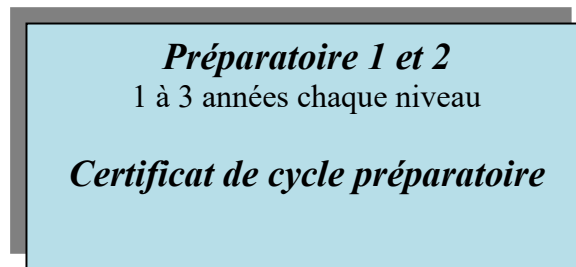 Préparatoire 1 et 2
1 à 3 années chaque niveau
Certificat de cycle préparatoire